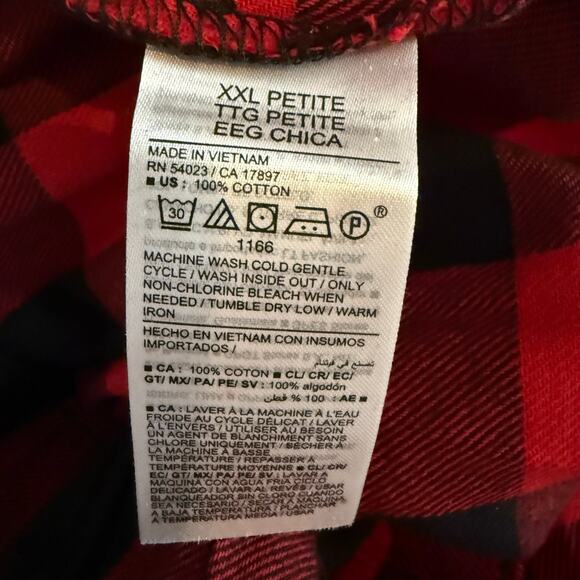 XXL PETITE
TTG PETITE
EEG CHICA
MADE IN VIETNAM
RN 54023 / CA 17897
■ US : 100% COTTON
30 P ®
1166
MACHINE WASH COLD GENTLE
CYCLE / WASH INSIDE OUT / ONLY
NON-CHLORINE BLEACH WHEN
NEEDED / TUMBLE DRY LOW / WARM
IRON
HECHO EN VIETNAM CON INSUMOS
IMPORTADOS / صنع في فيتنام
■ CA : 100% COTON ■ CL/ CR/ EC/
GT/ MX/ PA/ PE/ SV : 100% algodón
■ AE : 100 % قطن
■ CA : LAVER À LA MACHINE À L'EAU
FROIDE AU CYCLE DÉLICAT / LAVER
À L'ENVERS / UTILISER AU BESOIN
UN AGENT DE BLANCHIMENT SANS
CHLORE UNIQUEMENT / SÉCHER À
LA MACHINE À BASSE
TEMPÉRATURE / REPASSER À
TEMPÉRATURE MOYENNE ■ CL/ CR/
EC/ GT/ MX/ PA/ PE/ SV : LAVAR A
MÁQUINA CON AGUA FRÍA CICLO
DELICADO / LAVAR AL REVÉS / USAR
BLANQUEADOR SIN CLORO CUANDO
SEA NECESARIO / SECAR A MÁQUINA
A BAJA TEMPERATURA / PLANCHAR
A TEMPERATURA MEDIA / USAR